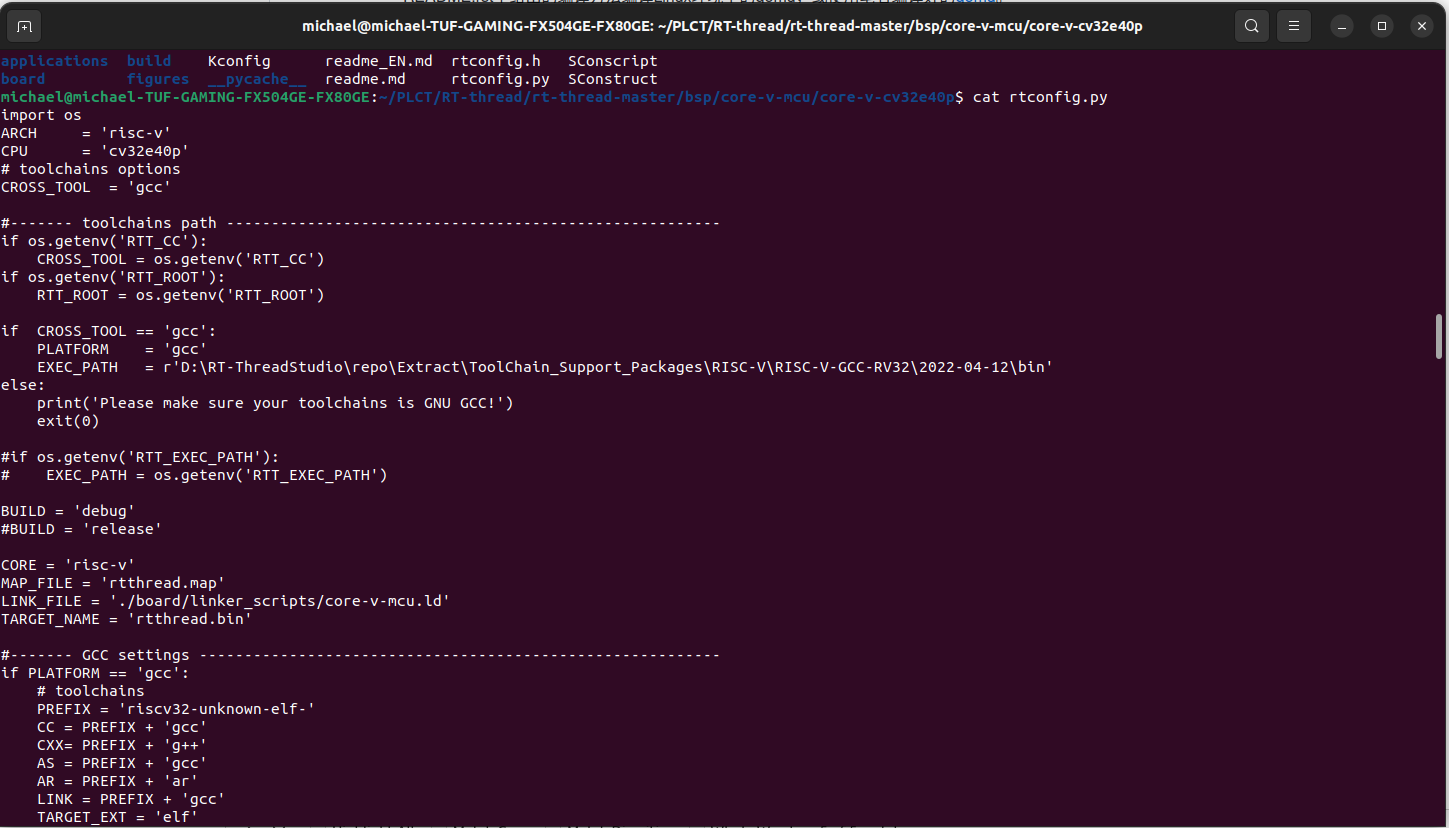 michael@michael-TUF-GAMING-FX504GE-FX80GE: ~/PLCT/RT-thread/rt-thread-master/bsp/core-v-mcu/core-v-cv32e40p
applications  build    Kconfig      readme_EN.md  rtconfig.h   SConscript
board         figures  __pycache__  readme.md     rtconfig.py  SConstruct
michael@michael-TUF-GAMING-FX504GE-FX80GE:~/PLCT/RT-thread/rt-thread-master/bsp/core-v-mcu/core-v-cv32e40p$ cat rtconfig.py
import os
ARCH     = 'risc-v'
CPU      = 'cv32e40p'
# toolchains options
CROSS_TOOL  = 'gcc'

#------- toolchains path -------------------------------------------------------
if os.getenv('RTT_CC'):
    CROSS_TOOL = os.getenv('RTT_CC')
if os.getenv('RTT_ROOT'):
    RTT_ROOT = os.getenv('RTT_ROOT')

if  CROSS_TOOL == 'gcc':
    PLATFORM    = 'gcc'
    EXEC_PATH   = r'D:\RT-ThreadStudio\repo\Extract\ToolChain_Support_Packages\RISC-V\RISC-V-GCC-RV32\2022-04-12\bin'
else:
    print('Please make sure your toolchains is GNU GCC!')
    exit(0)

#if os.getenv('RTT_EXEC_PATH'):
#    EXEC_PATH = os.getenv('RTT_EXEC_PATH')

BUILD = 'debug'
#BUILD = 'release'

CORE = 'risc-v'
MAP_FILE = 'rtthread.map'
LINK_FILE = './board/linker_scripts/core-v-mcu.ld'
TARGET_NAME = 'rtthread.bin'

#------- GCC settings ----------------------------------------------------------
if PLATFORM == 'gcc':
    # toolchains
    PREFIX = 'riscv32-unknown-elf-'
    CC = PREFIX + 'gcc'
    CXX= PREFIX + 'g++'
    AS = PREFIX + 'gcc'
    AR = PREFIX + 'ar'
    LINK = PREFIX + 'gcc'
    TARGET_EXT = 'elf'